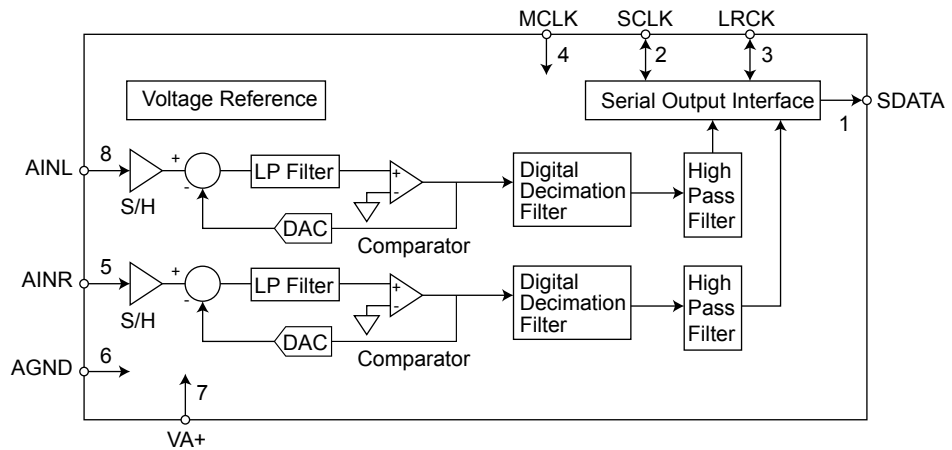 MCLK SCLK LRCK
4 2 3
Voltage Reference
Serial Output Interface
SDATA
1
AINL
8
+
-
S/H
LP Filter
+
-
DAC
Comparator
Digital
Decimation
Filter
High
Pass
Filter
AINR
5
+
-
S/H
LP Filter
+
-
DAC
Comparator
Digital
Decimation
Filter
High
Pass
Filter
AGND
6
7
VA+